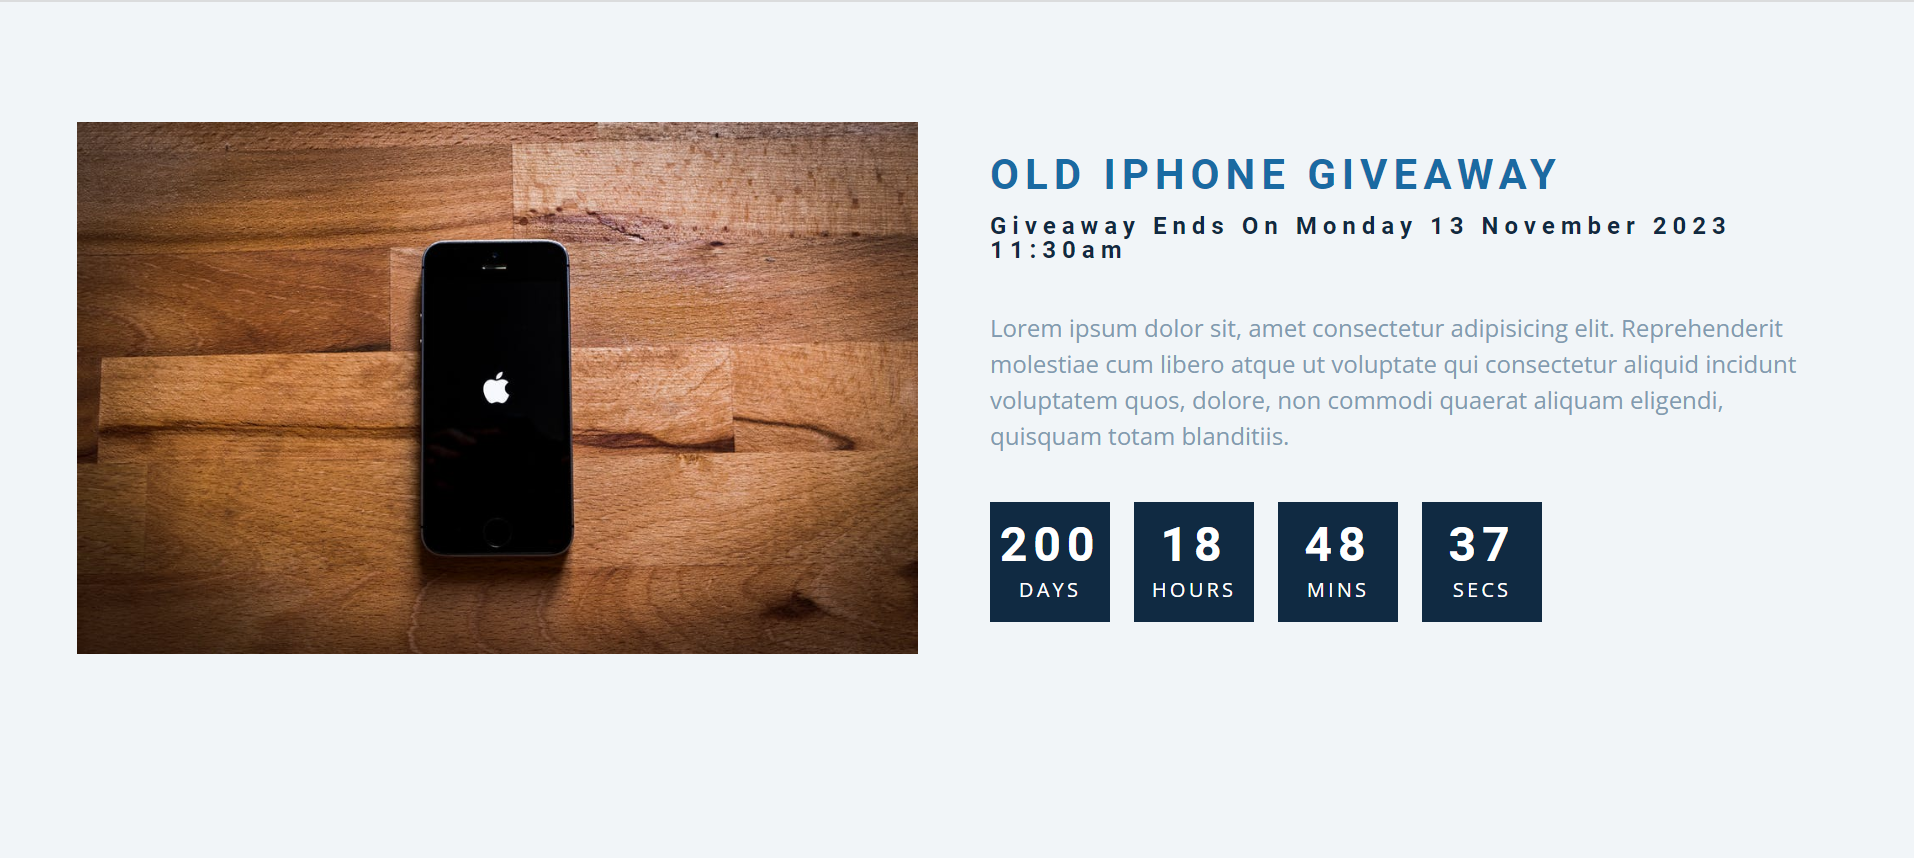 OLD IPHONE GIVEAWAY
Giveaway Ends On Monday 13 November 2023
11:30am
Lorem ipsum dolor sit, amet consectetur adipisicing elit. Reprehenderit
molestiae cum libero atque ut voluptate qui consectetur aliquid incidunt
voluptatem quos, dolore, non commodi quaerat aliquam eligendi,
quisquam totam blanditiis.
200 18 48 37
DAYS HOURS MINS SECS